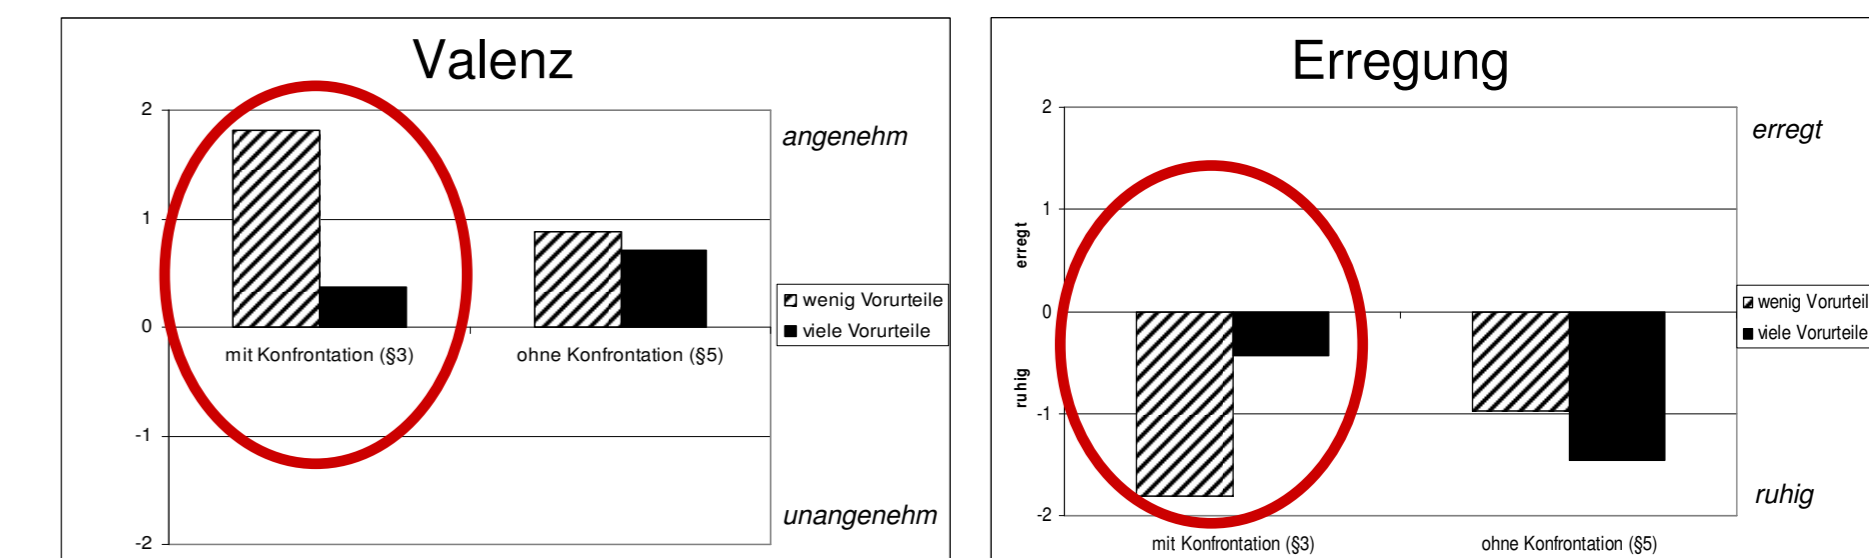 Valenz
2
1
0
-1
-2
angenehm
unangenehm
mit Konfrontation (§3)
ohne Konfrontation (§5)
wenig Vorurteile
viele Vorurteile
Erregung
2
1
0
-1
-2
erregt
ruhig
erregt
ruhig
mit Konfrontation (§3)
ohne Konfrontation (§5)
wenig Vorurteil
viele Vorurteile